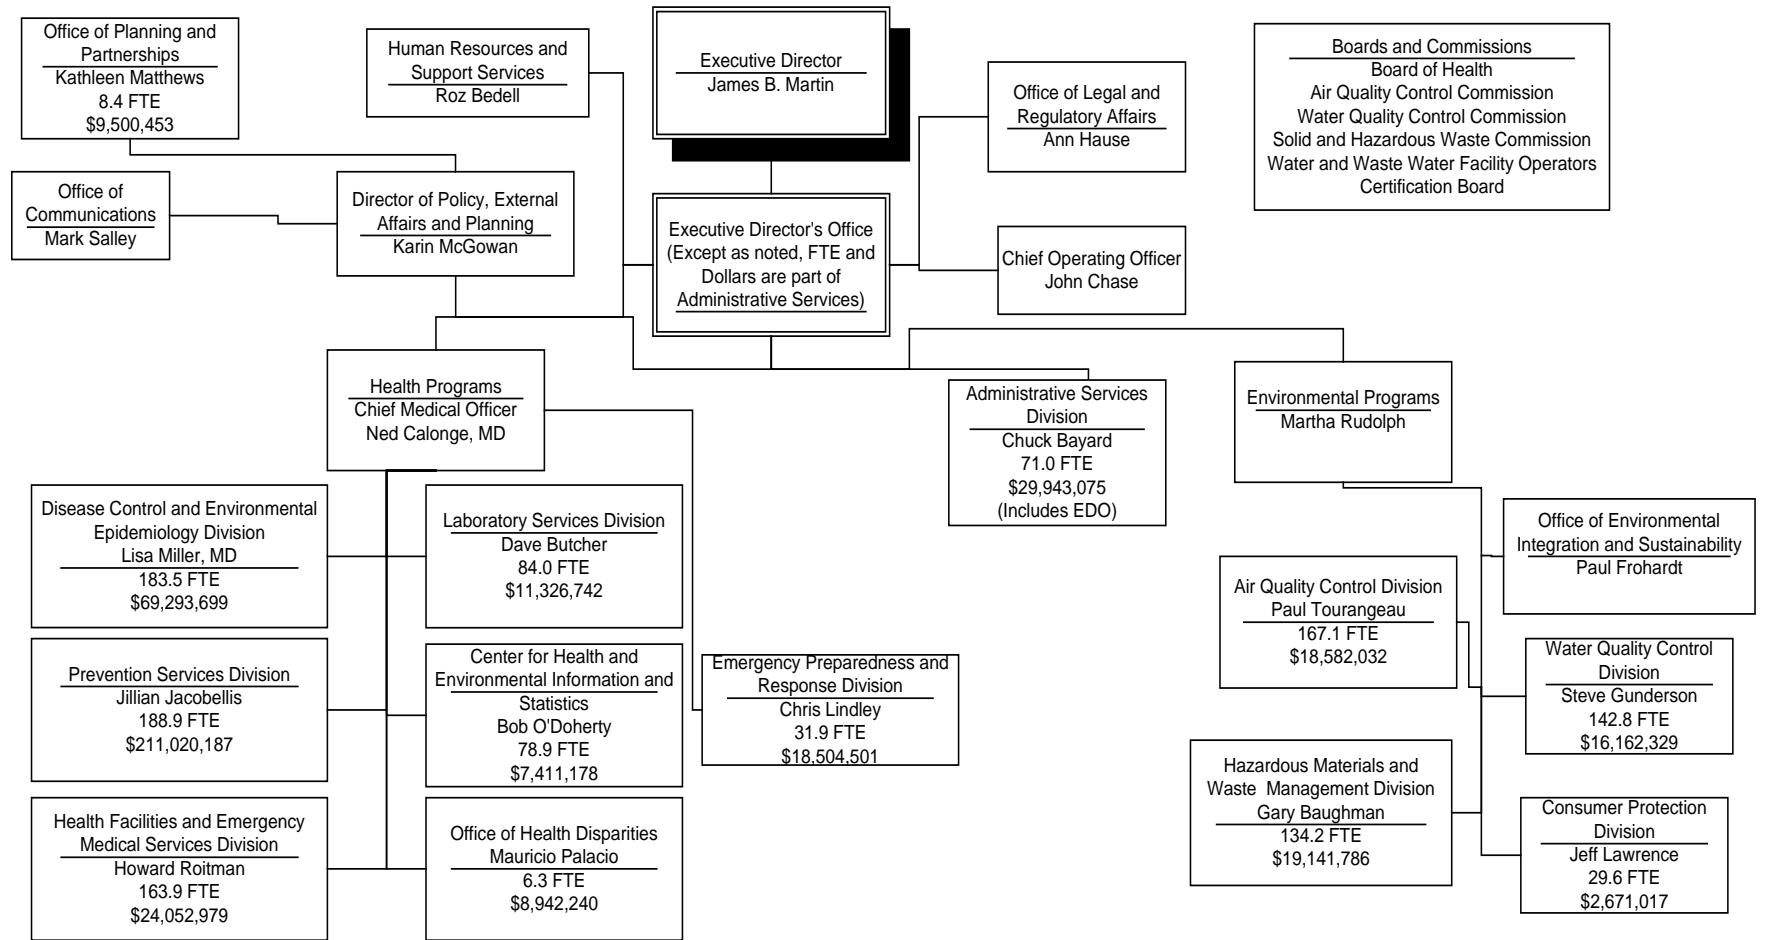 Office of Planning and
Partnerships
Kathleen Matthews
8.4 FTE
$9,500,453
Human Resources and
Support Services
Roz Bedell
Executive Director
James B. Martin
Office of Legal and
Regulatory Affairs
Ann Hause
Boards and Commissions
Board of Health
Air Quality Control Commission
Water Quality Control Commission
Solid and Hazardous Waste Commission
Water and Waste Water Facility Operators
Certification Board
Office of
Communications
Mark Salley
Director of Policy, External
Affairs and Planning
Karin McGowan
Executive Director's Office
(Except as noted, FTE and
Dollars are part of
Administrative Services)
Chief Operating Officer
John Chase
Health Programs
Chief Medical Officer
Ned Calonge, MD
Administrative Services
Division
Chuck Bayard
71.0 FTE
$29,943,075
(Includes EDO)
Environmental Programs
Martha Rudolph
Disease Control and Environmental
Epidemiology Division
Lisa Miller, MD
183.5 FTE
$69,293,699
Laboratory Services Division
Dave Butcher
84.0 FTE
$11,326,742
Office of Environmental
Integration and Sustainability
Paul Frohardt
Air Quality Control Division
Paul Tourangeau
167.1 FTE
$18,582,032
Prevention Services Division
Jillian Jacobellis
188.9 FTE
$211,020,187
Center for Health and
Environmental Information and
Statistics
Bob O'Doherty
78.9 FTE
$7,411,178
Emergency Preparedness and
Response Division
Chris Lindley
31.9 FTE
$18,504,501
Water Quality Control
Division
Steve Gunderson
142.8 FTE
$16,162,329
Hazardous Materials and
Waste Management Division
Gary Baughman
134.2 FTE
$19,141,786
Health Facilities and Emergency
Medical Services Division
Howard Roitman
163.9 FTE
$24,052,979
Office of Health Disparities
Mauricio Palacio
6.3 FTE
$8,942,240
Consumer Protection
Division
Jeff Lawrence
29.6 FTE
$2,671,017